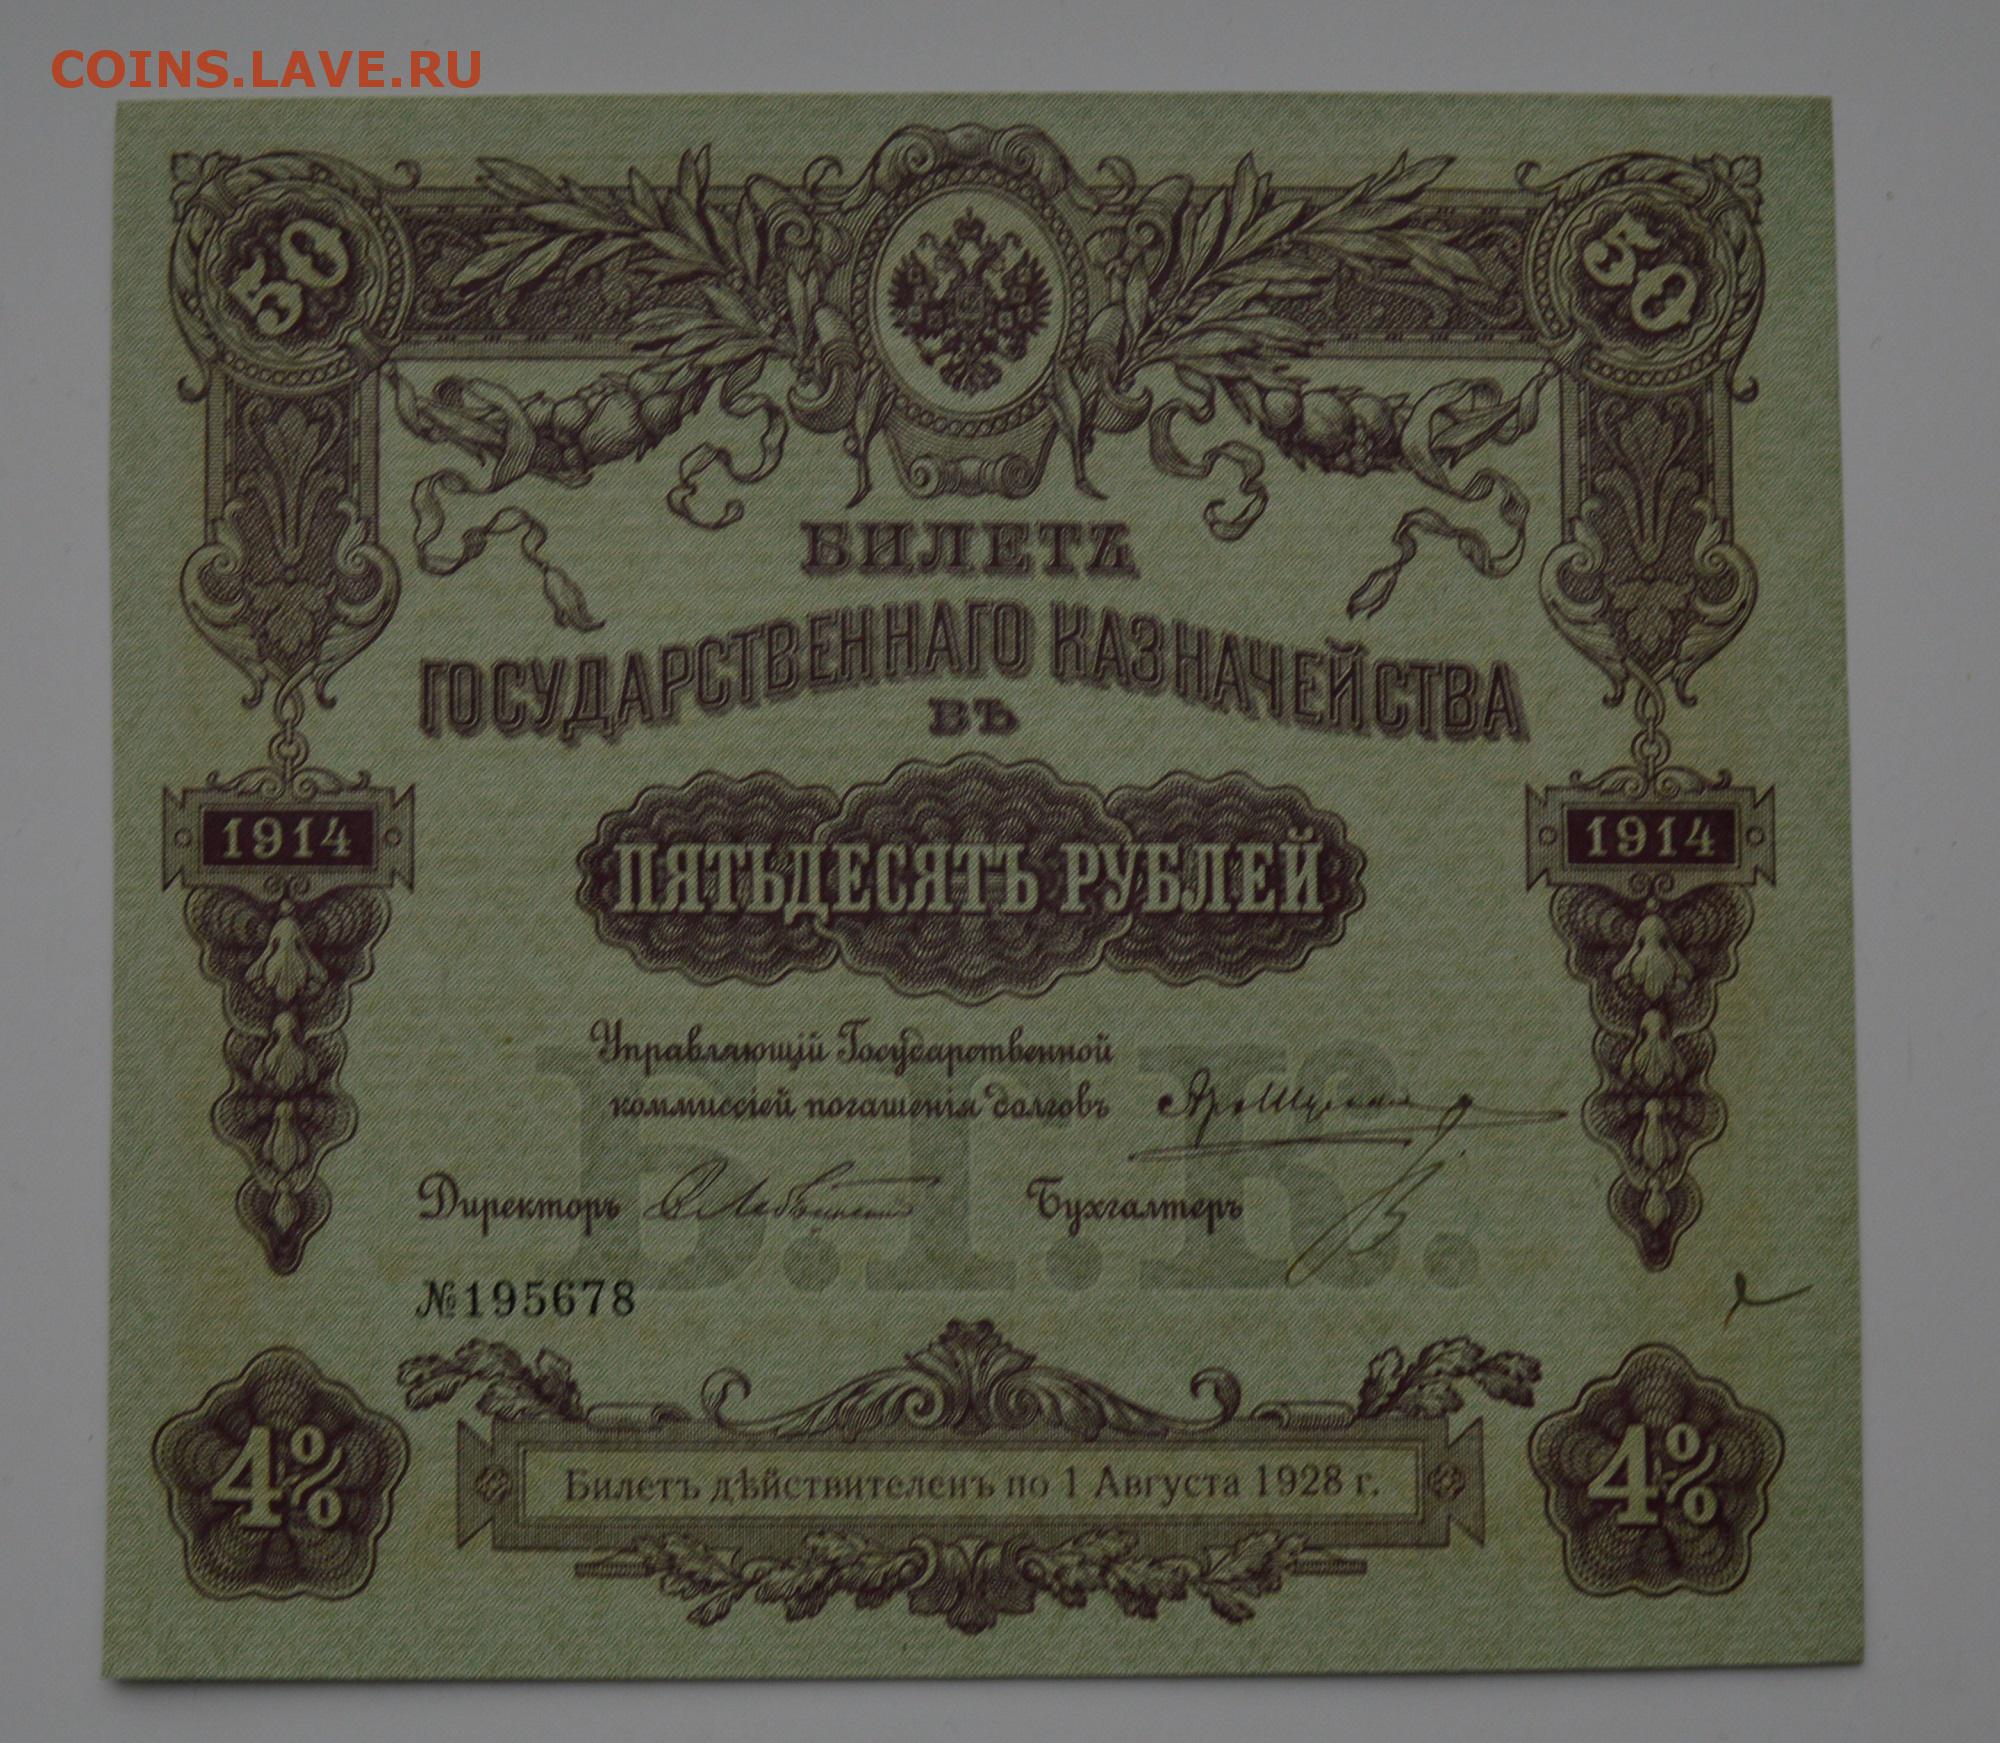 COINS.LAVE.RU
50 50
БИЛЕТЪ
ГОСУДАРСТВЕННАГО КАЗНАЧЕЙСТВА
ВЪ
1914 1914
ПЯТЬДЕСЯТЪ РУБЛЕЙ
Управляющій Государственной
коммиссіей погашенія долговъ
Директоръ Бухгалтеръ
Б.Г.К.
№195678
4% 4%
Билетъ дѣйствителенъ по 1 Августа 1928 г.